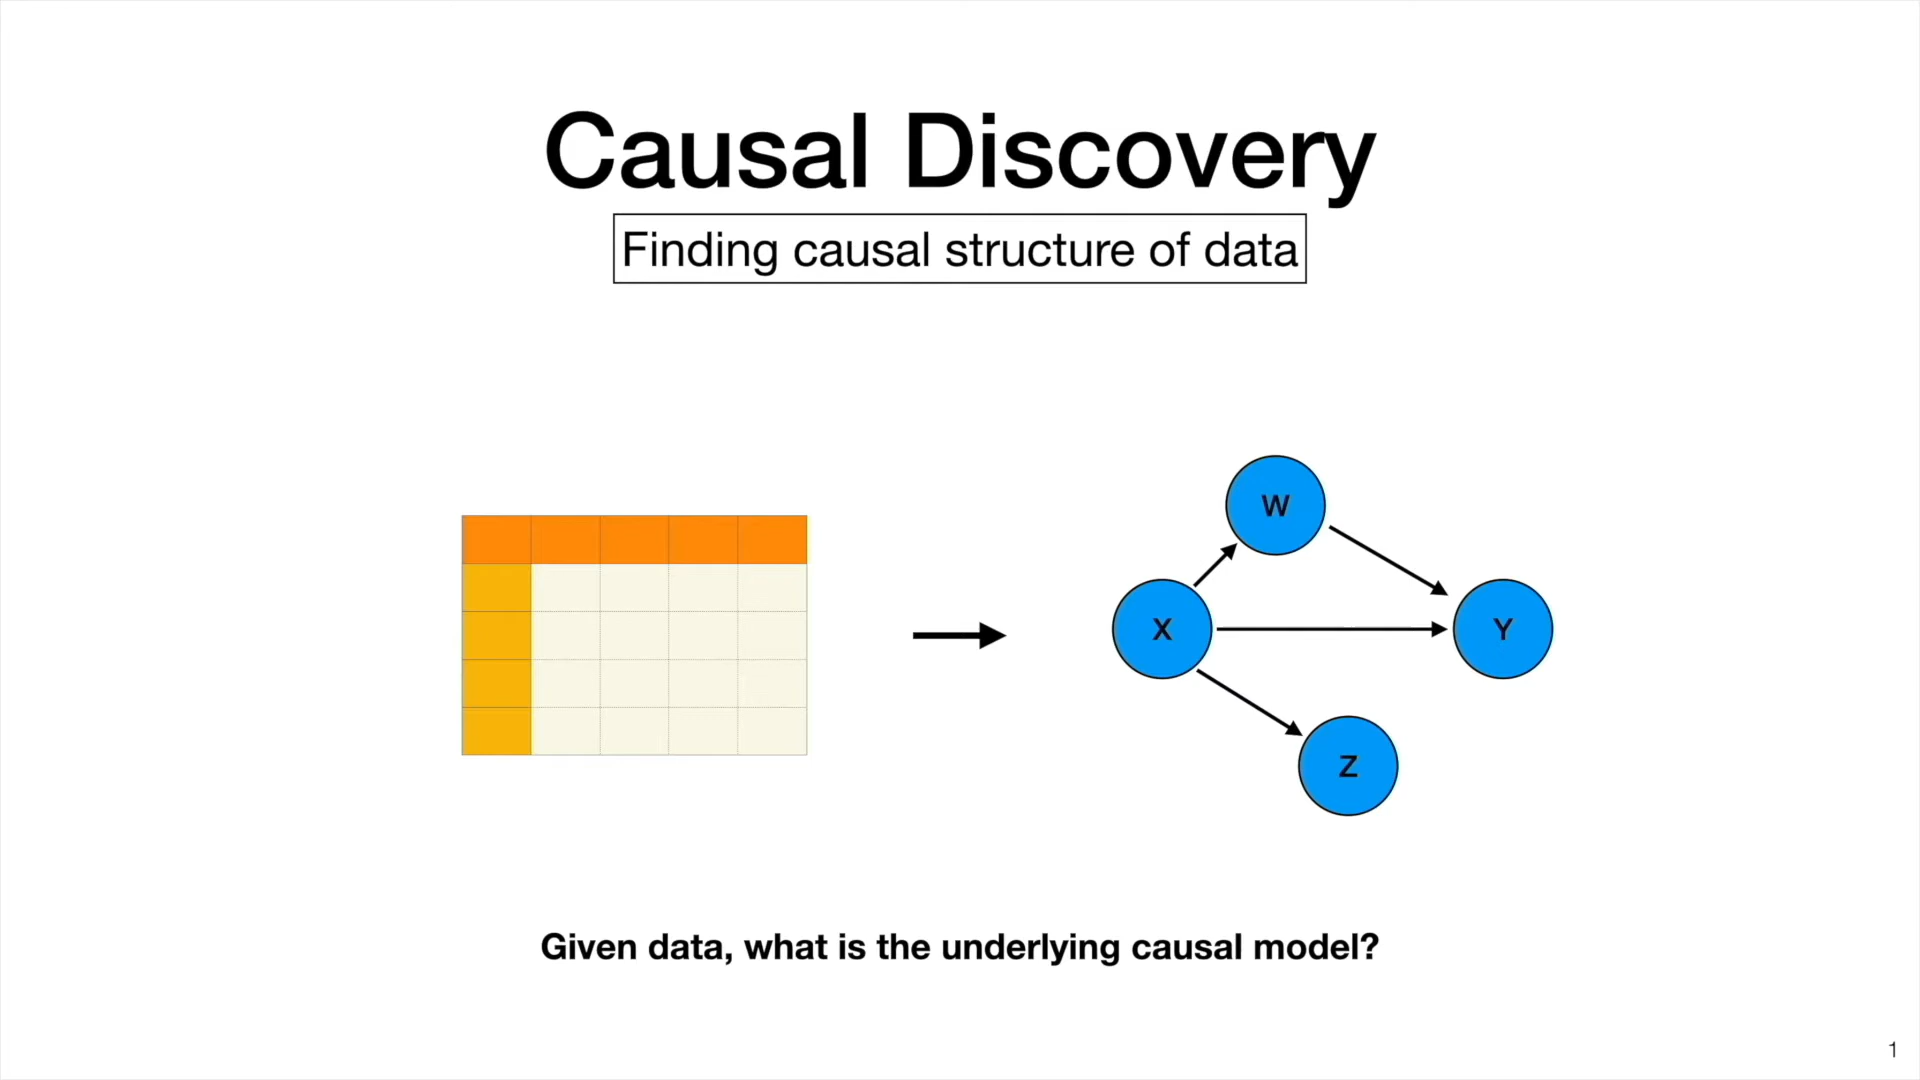 Causal Discovery
Finding causal structure of data
W
X
Y
Z
Given data, what is the underlying causal model?
1